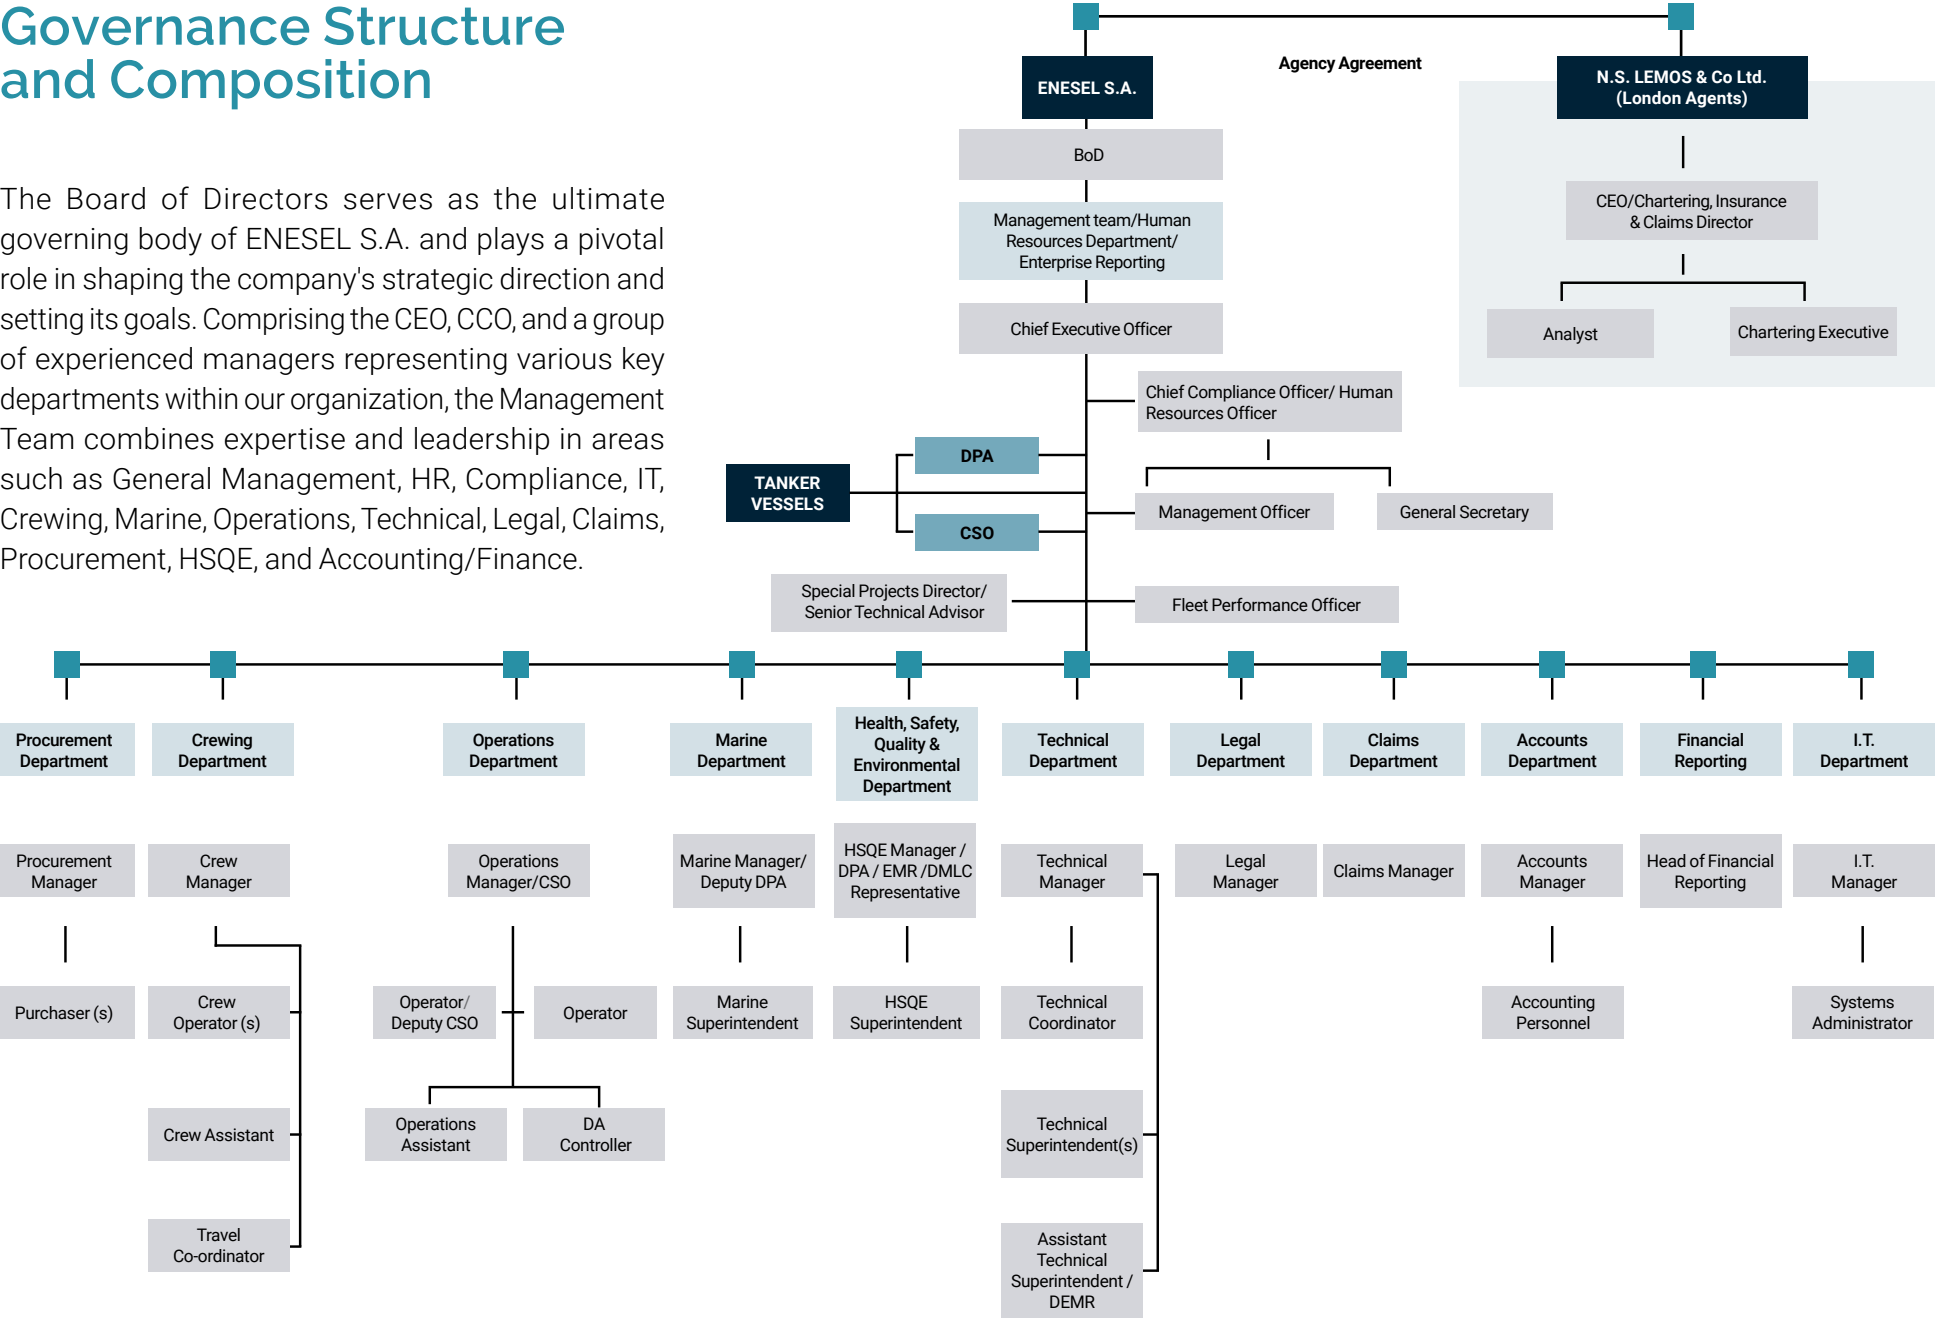 Governance Structure
and Composition
The Board of Directors serves as the ultimate
governing body of ENESEL S.A. and plays a pivotal
role in shaping the company's strategic direction and
setting its goals. Comprising the CEO, CCO, and a group
of experienced managers representing various key
departments within our organization, the Management
Team combines expertise and leadership in areas
such as General Management, HR, Compliance, IT,
Crewing, Marine, Operations, Technical, Legal, Claims,
Procurement, HSQE, and Accounting/Finance.
Agency Agreement
ENESEL S.A.
BoD
Management team/Human
Resources Department/
Enterprise Reporting
Chief Executive Officer
N.S. LEMOS & Co Ltd.
(London Agents)
CEO/Chartering, Insurance
& Claims Director
Analyst
Chartering Executive
Chief Compliance Officer/ Human
Resources Officer
Management Officer
General Secretary
DPA
TANKER
VESSELS
CSO
Special Projects Director/
Senior Technical Advisor
Fleet Performance Officer
Procurement
Department
Crewing
Department
Operations
Department
Marine
Department
Health, Safety,
Quality &
Environmental
Department
Technical
Department
Legal
Department
Claims
Department
Accounts
Department
Financial
Reporting
I.T.
Department
Procurement
Manager
Crew
Manager
Operations
Manager/CSO
Marine Manager/
Deputy DPA
HSQE Manager /
DPA / EMR /DMLC
Representative
Technical
Manager
Legal
Manager
Claims Manager
Accounts
Manager
Head of Financial
Reporting
I.T.
Manager
Purchaser (s)
Crew
Operator (s)
Operator/
Deputy CSO
Operator
Marine
Superintendent
HSQE
Superintendent
Technical
Coordinator
Accounting
Personnel
Systems
Administrator
Crew Assistant
Operations
Assistant
DA
Controller
Technical
Superintendent(s)
Travel
Co-ordinator
Assistant
Technical
Superintendent /
DEMR